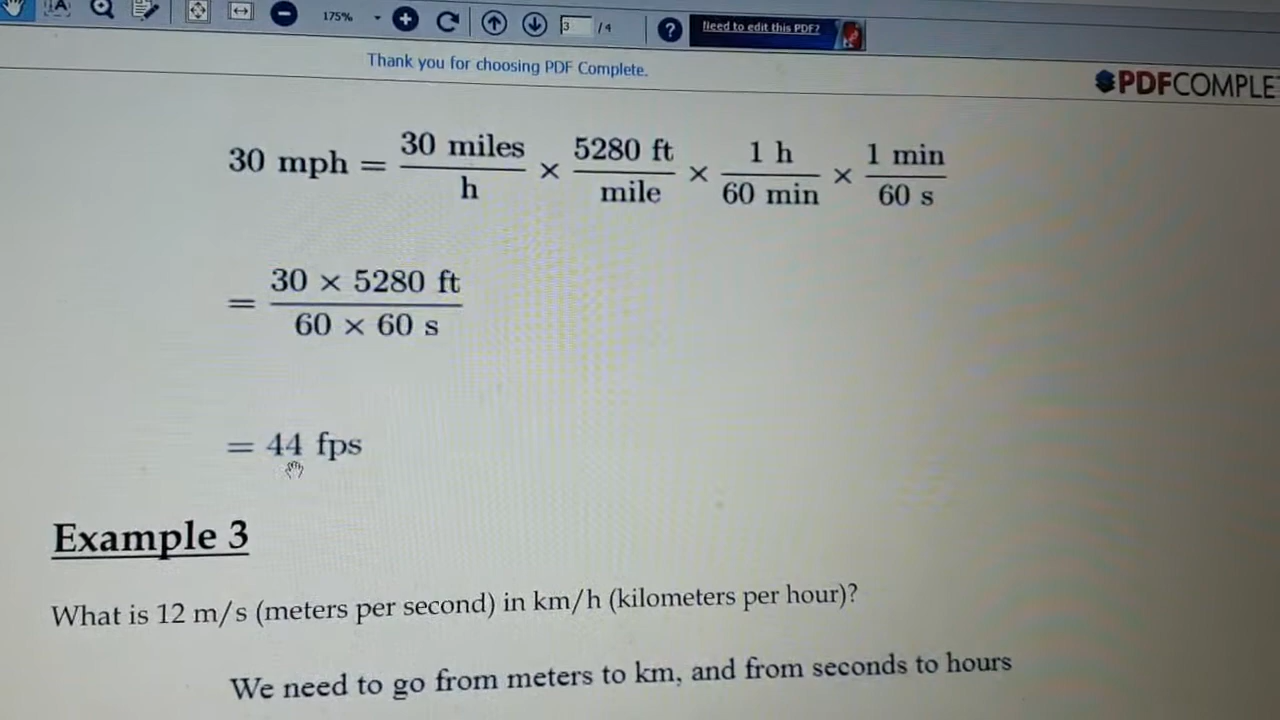 175% 3 / 4 ? Need to edit this PDF?
Thank you for choosing PDF Complete.
PDFCOMPLE
30 mph = 30 miles / h × 5280 ft / mile × 1 h / 60 min × 1 min / 60 s
= 30 × 5280 ft / 60 × 60 s
= 44 fps
Example 3
What is 12 m/s (meters per second) in km/h (kilometers per hour)?
We need to go from meters to km, and from seconds to hours